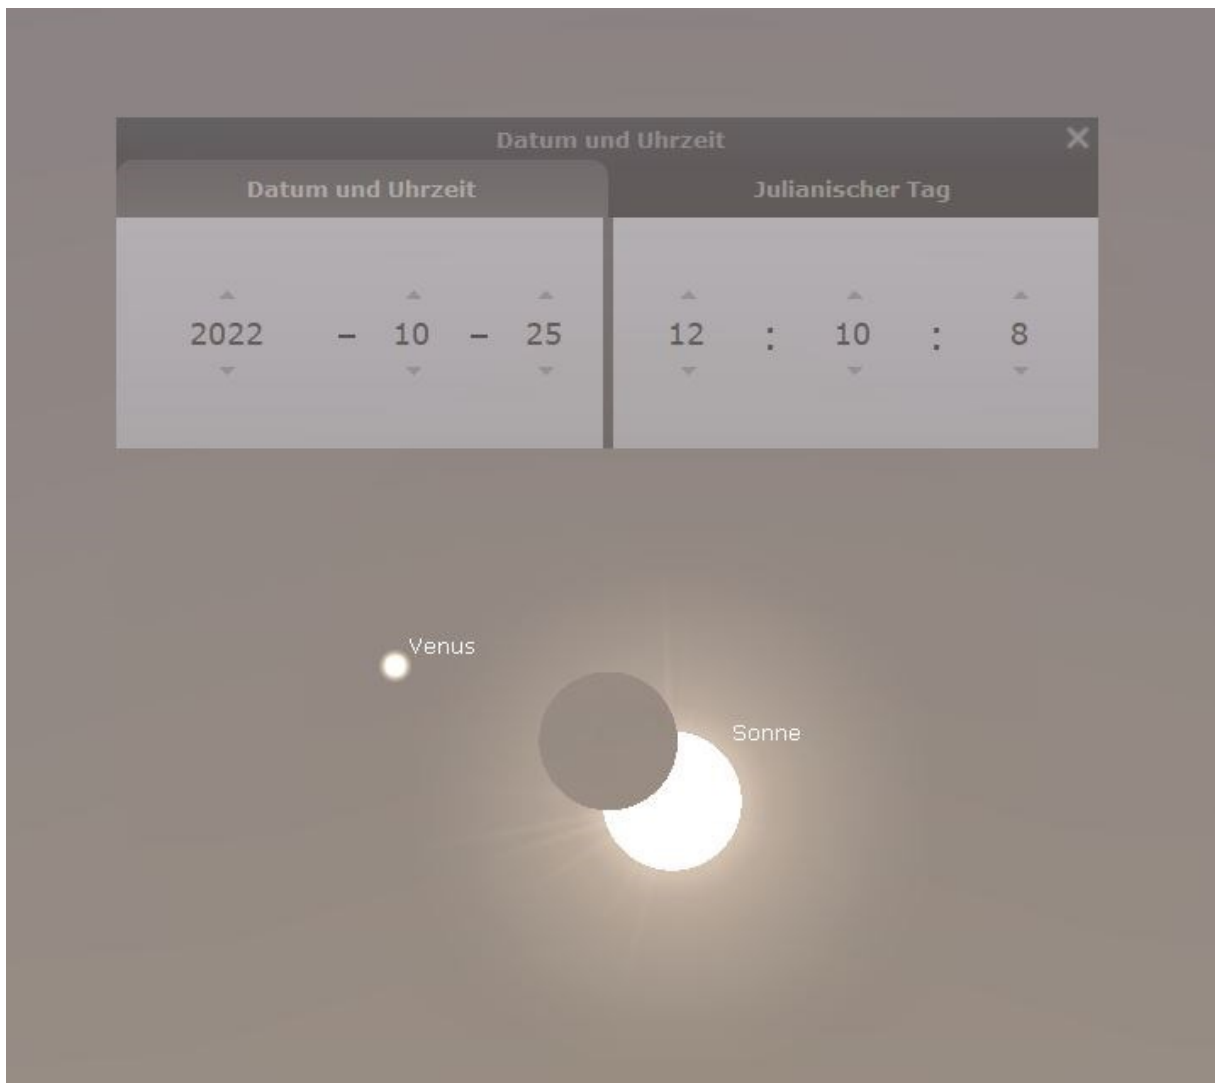 Datum und Uhrzeit
Datum und Uhrzeit Julianischer Tag
2022 - 10 - 25 12 : 10 : 8
Venus
Sonne